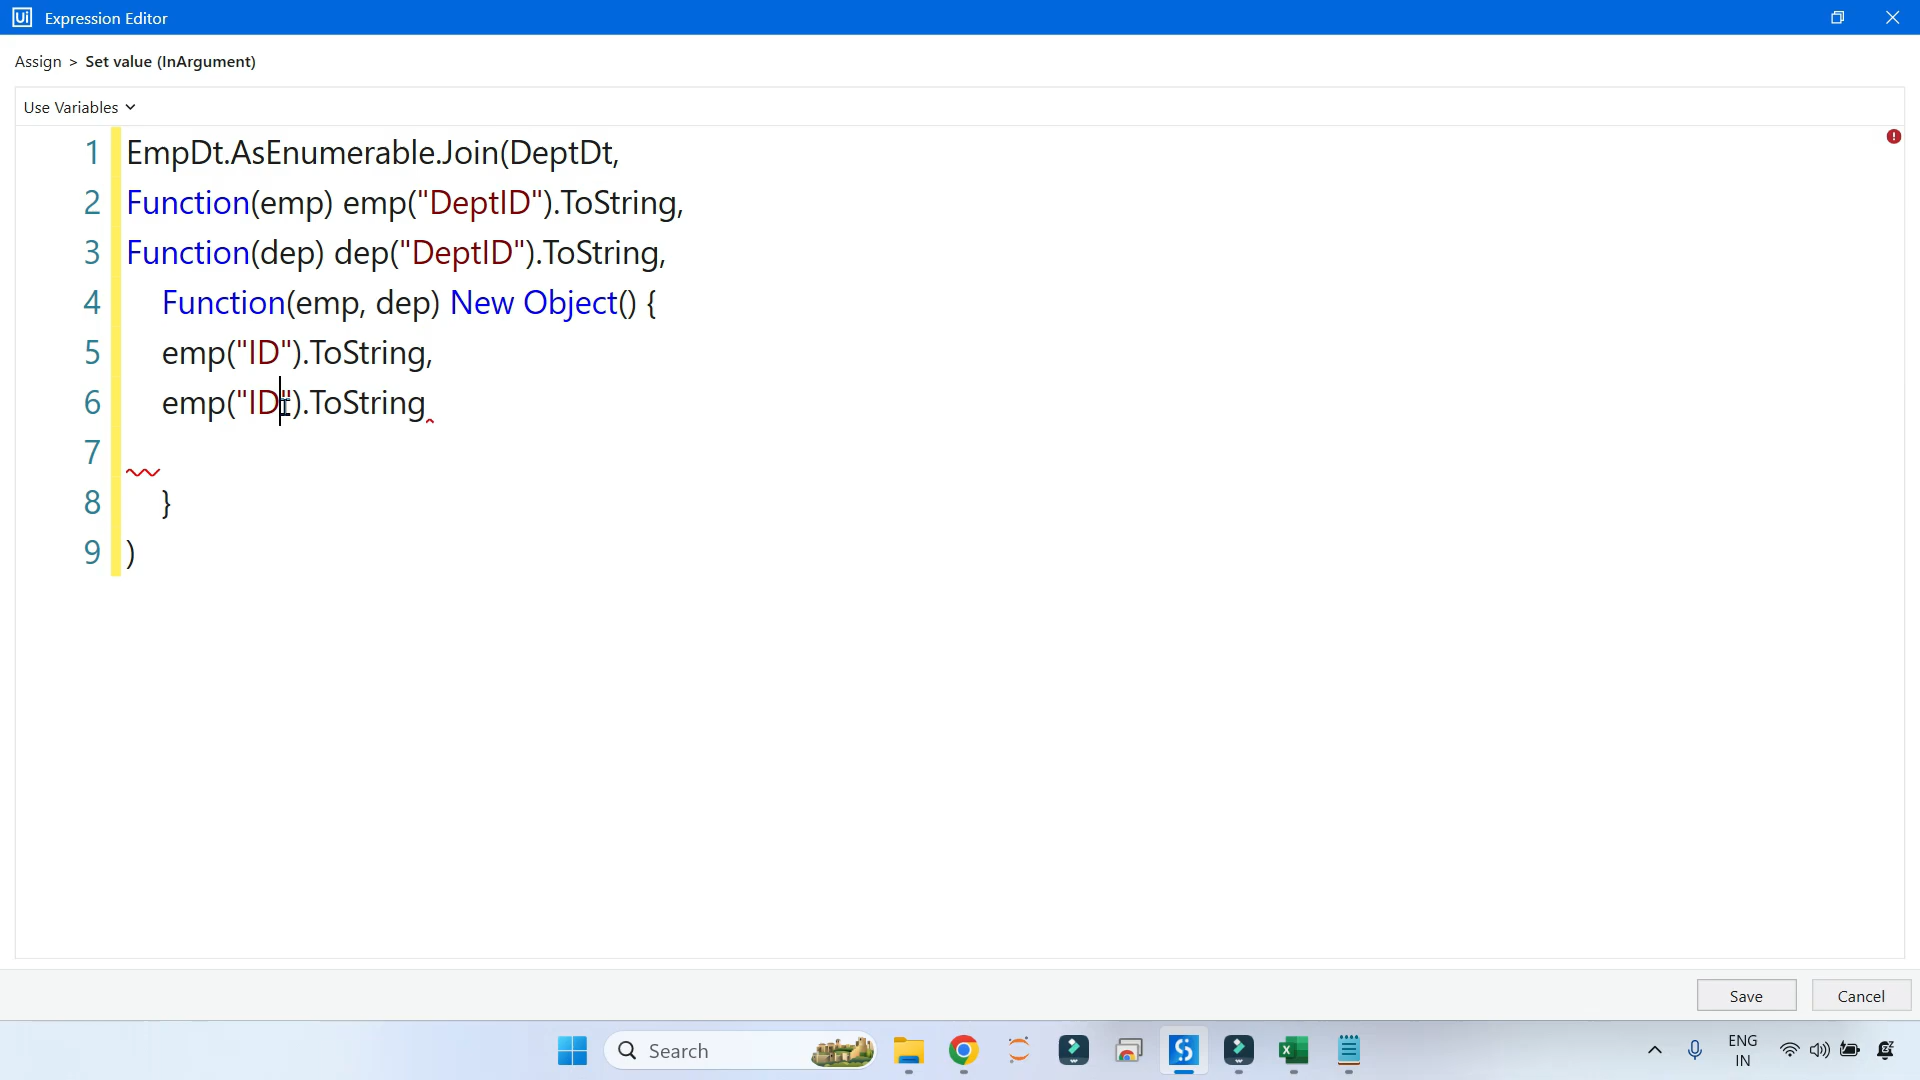 Ui Expression Editor
Assign > Set value (InArgument)
Use Variables
1 EmpDt.AsEnumerable.Join(DeptDt,
2 Function(emp) emp("DeptID").ToString,
3 Function(dep) dep("DeptID").ToString,
4 Function(emp, dep) New Object() {
5 emp("ID").ToString,
6 emp("ID").ToString
7
8 }
9 )
Save Cancel
Search
ENG
IN